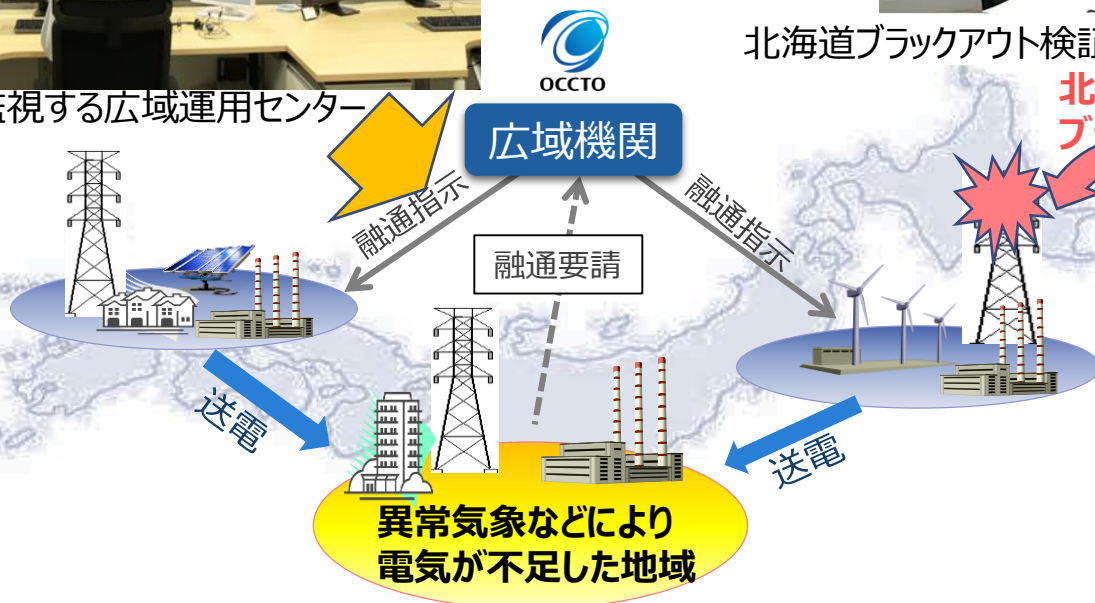 OCCTO
北海道ブラックアウト検証
視する広域運用センター
北
ブ
広域機関
融通指示
融通指示
融通要請
送電
送電
異常気象などにより
電気が不足した地域